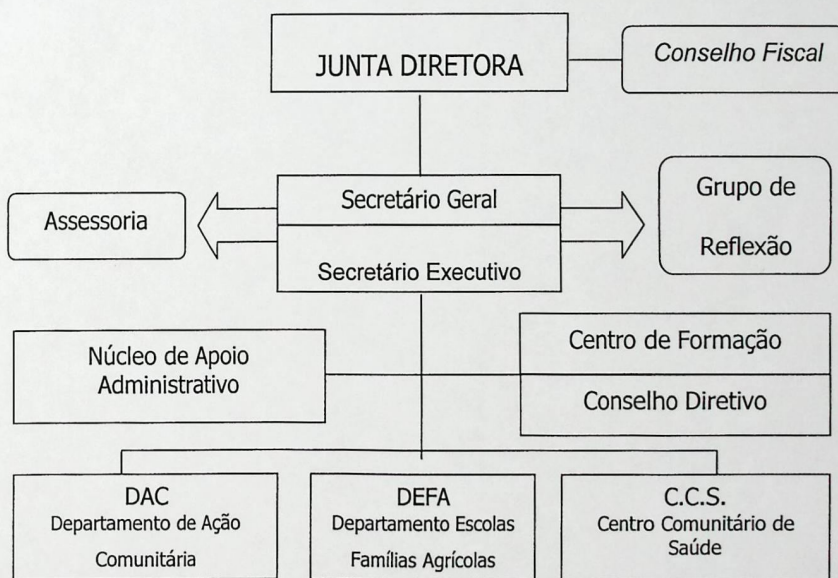 JUNTA DIRETORA
Conselho Fiscal
Assessoria
Secretário Geral
Secretário Executivo
Grupo de
Reflexão
Núcleo de Apoio
Administrativo
Centro de Formação
Conselho Diretivo
DAC
Departamento de Ação
Comunitária
DEFA
Departamento Escolas
Famílias Agrícolas
C.C.S.
Centro Comunitário de
Saúde